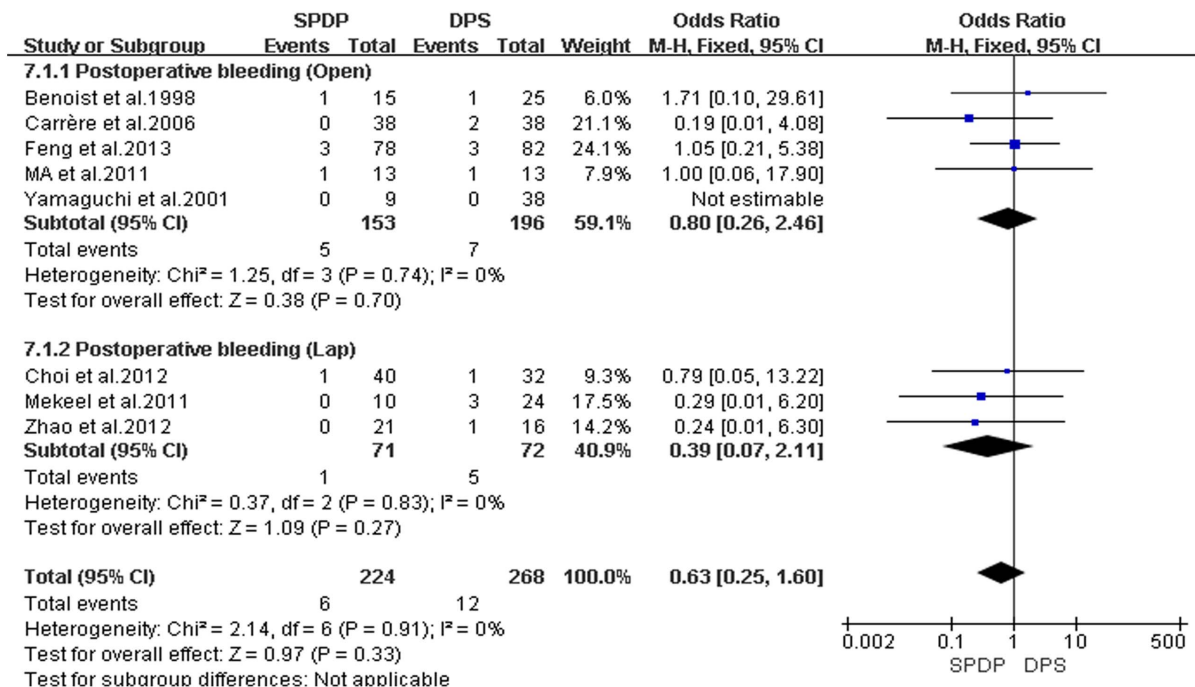 SPDP DPS Odds Ratio Odds Ratio
Study or Subgroup Events Total Events Total Weight M-H, Fixed, 95% CI M-H, Fixed, 95% CI
7.1.1 Postoperative bleeding (Open)
Benoist et al.1998 1 15 1 25 6.0% 1.71 [0.10, 29.61]
Carrère et al.2006 0 38 2 38 21.1% 0.19 [0.01, 4.08]
Feng et al.2013 3 78 3 82 24.1% 1.05 [0.21, 5.38]
MA et al.2011 1 13 1 13 7.9% 1.00 [0.06, 17.90]
Yamaguchi et al.2001 0 9 0 38 Not estimable
Subtotal (95% CI) 153 196 59.1% 0.80 [0.26, 2.46]
Total events 5 7
Heterogeneity: Chi² = 1.25, df = 3 (P = 0.74); I² = 0%
Test for overall effect: Z = 0.38 (P = 0.70)
7.1.2 Postoperative bleeding (Lap)
Choi et al.2012 1 40 1 32 9.3% 0.79 [0.05, 13.22]
Mekeel et al.2011 0 10 3 24 17.5% 0.29 [0.01, 6.20]
Zhao et al.2012 0 21 1 16 14.2% 0.24 [0.01, 6.30]
Subtotal (95% CI) 71 72 40.9% 0.39 [0.07, 2.11]
Total events 1 5
Heterogeneity: Chi² = 0.37, df = 2 (P = 0.83); I² = 0%
Test for overall effect: Z = 1.09 (P = 0.27)
Total (95% CI) 224 268 100.0% 0.63 [0.25, 1.60]
Total events 6 12
Heterogeneity: Chi² = 2.14, df = 6 (P = 0.91); I² = 0%
Test for overall effect: Z = 0.97 (P = 0.33)
Test for subgroup differences: Not applicable
0.002 0.1 1 10 500
SPDP DPS